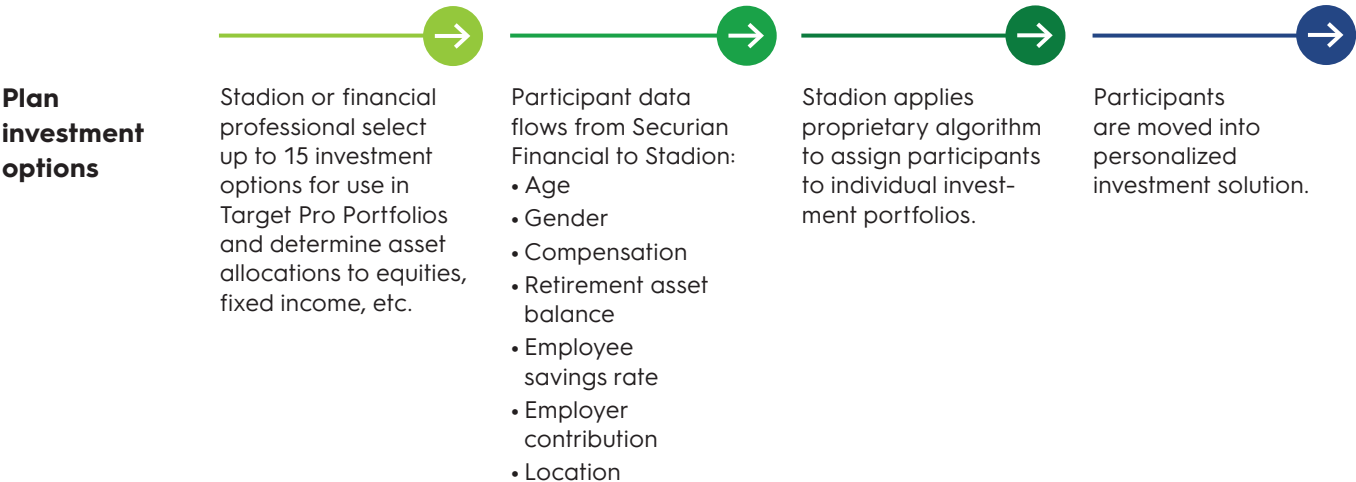 Plan
investment
options
Stadion or financial
professional select
up to 15 investment
options for use in
Target Pro Portfolios
and determine asset
allocations to equities,
fixed income, etc.
Participant data
flows from Securian
Financial to Stadion:
• Age
• Gender
• Compensation
• Retirement asset
balance
• Employee
savings rate
• Employer
contribution
• Location
Stadion applies
proprietary algorithm
to assign participants
to individual invest-
ment portfolios.
Participants
are moved into
personalized
investment solution.